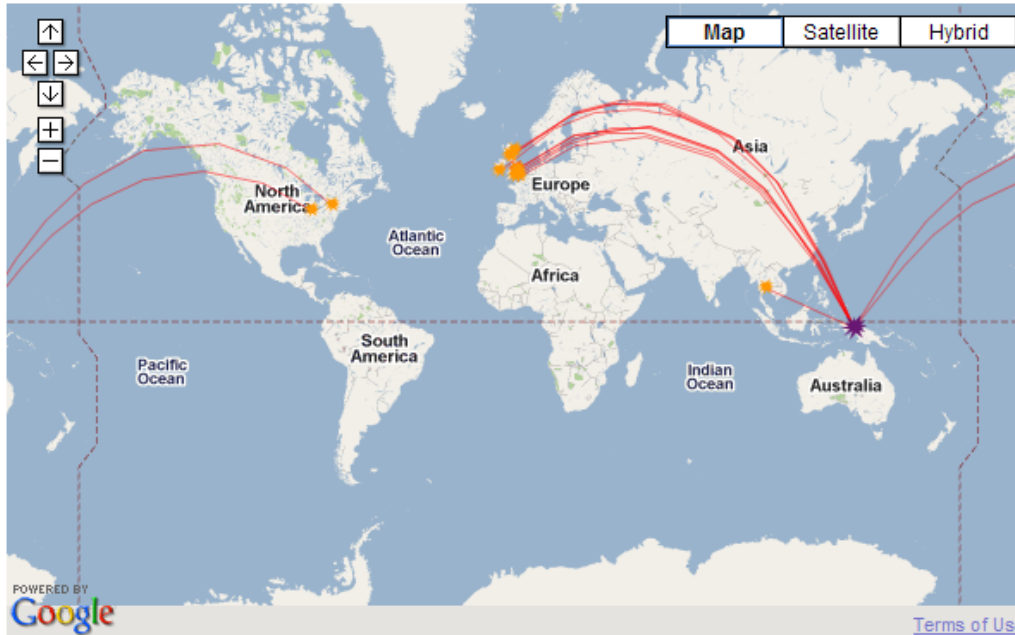 Map Satellite Hybrid
Asia
Europe
North
America
Atlantic
Ocean
Africa
South
America
Pacific
Ocean
Indian
Ocean
Australia
POWERED BY
Google
Terms of Us